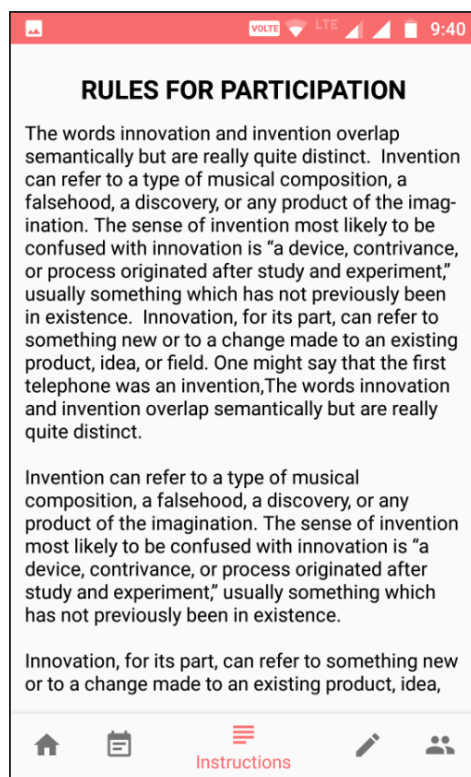 VOLTE LTE 9:40
RULES FOR PARTICIPATION
The words innovation and invention overlap
semantically but are really quite distinct.  Invention
can refer to a type of musical composition, a
falsehood, a discovery, or any product of the imag-
ination. The sense of invention most likely to be
confused with innovation is “a device, contrivance,
or process originated after study and experiment,”
usually something which has not previously been
in existence.  Innovation, for its part, can refer to
something new or to a change made to an existing
product, idea, or field. One might say that the first
telephone was an invention,The words innovation
and invention overlap semantically but are really
quite distinct.
Invention can refer to a type of musical
composition, a falsehood, a discovery, or any
product of the imagination. The sense of invention
most likely to be confused with innovation is “a
device, contrivance, or process originated after
study and experiment,” usually something which
has not previously been in existence.
Innovation, for its part, can refer to something new
or to a change made to an existing product, idea,
Instructions